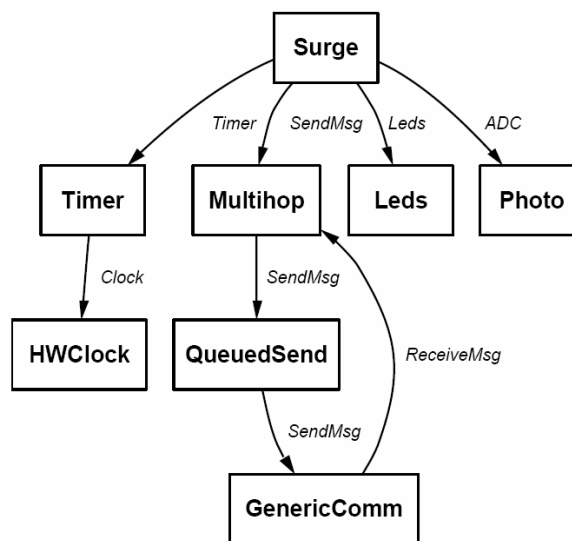 Surge
Timer
SendMsg
Leds
ADC
Timer
Multihop
Leds
Photo
Clock
SendMsg
HWClock
QueuedSend
ReceiveMsg
SendMsg
GenericComm